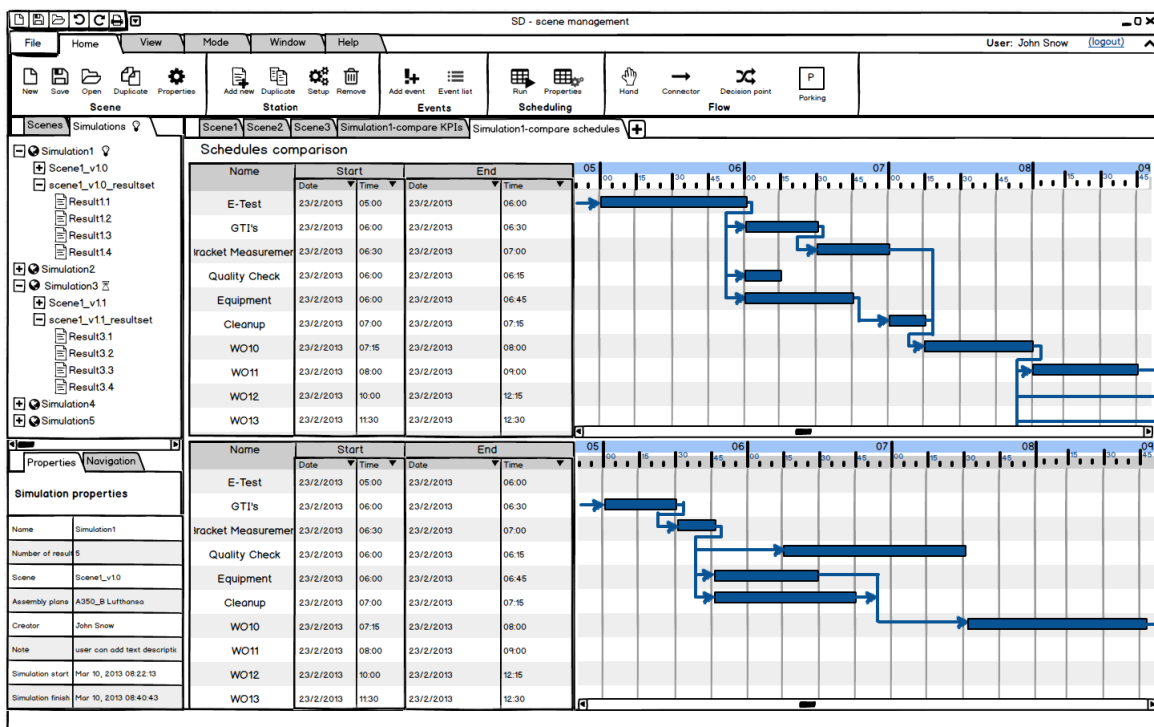 SD - scene management
File Home View Mode Window Help User: John Snow (logout)
New Save Open Duplicate Properties Add new Duplicate Setup Remove Add event Event list Run Properties Hand Connector Decision point P Parking
Scene Station Events Scheduling Flow
Scenes Simulations Scene1 Scene2 Scene3 Simulation1-compare KPIs Simulation1-compare schedules
Simulation1
Scene1_v1.0
scene1_v1.0_resultset
Result1.1
Result1.2
Result1.3
Result1.4
Simulation2
Simulation3
Scene1_v1.1
scene1_v1.1_resultset
Result3.1
Result3.2
Result3.3
Result3.4
Simulation4
Simulation5
Schedules comparison
Name Start End 05 06 07 08 09
Date Time Date Time 00 15 30 45 00 15 30 45 00 15 30 45 00 15 30 45
E-Test 23/2/2013 05:00 23/2/2013 06:00
GTI's 23/2/2013 06:00 23/2/2013 06:30
racket Measuremer 23/2/2013 06:30 23/2/2013 07:00
Quality Check 23/2/2013 06:00 23/2/2013 06:15
Equipment 23/2/2013 06:00 23/2/2013 06:45
Cleanup 23/2/2013 07:00 23/2/2013 07:15
WO10 23/2/2013 07:15 23/2/2013 08:00
WO11 23/2/2013 08:00 23/2/2013 09:00
WO12 23/2/2013 10:00 23/2/2013 12:15
WO13 23/2/2013 11:30 23/2/2013 12:30
Properties Navigation
Simulation properties
Name Simulation1
Number of result 5
Scene Scene1_v1.0
Assembly plans A350_B Lufthansa
Creator John Snow
Note user can add text descriptic
Simulation start Mar 10, 2013 08:22:13
Simulation finish Mar 10, 2013 08:40:43
Name Start End 05 06 07 08 09
Date Time Date Time 00 15 30 45 00 15 30 45 00 15 30 45 00 15 30 45
E-Test 23/2/2013 05:00 23/2/2013 06:00
GTI's 23/2/2013 06:00 23/2/2013 06:30
racket Measuremer 23/2/2013 06:30 23/2/2013 07:00
Quality Check 23/2/2013 06:00 23/2/2013 06:15
Equipment 23/2/2013 06:00 23/2/2013 06:45
Cleanup 23/2/2013 07:00 23/2/2013 07:15
WO10 23/2/2013 07:15 23/2/2013 08:00
WO11 23/2/2013 08:00 23/2/2013 09:00
WO12 23/2/2013 10:00 23/2/2013 12:15
WO13 23/2/2013 11:30 23/2/2013 12:30